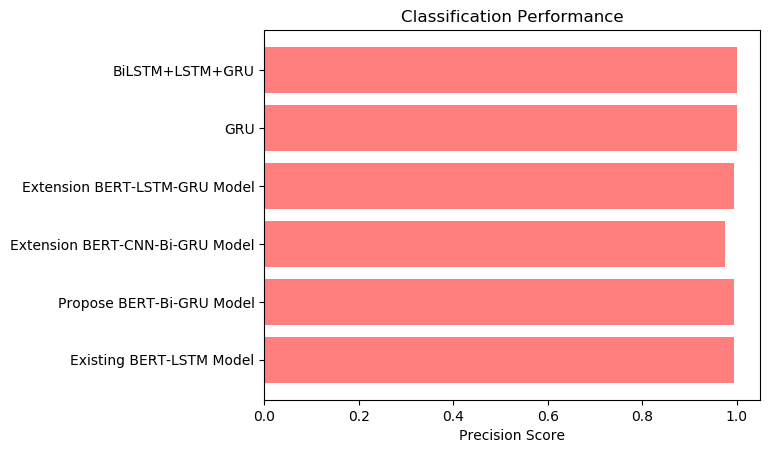 Classification Performance
BiLSTM+LSTM+GRU
GRU
Extension BERT-LSTM-GRU Model
Extension BERT-CNN-Bi-GRU Model
Propose BERT-Bi-GRU Model
Existing BERT-LSTM Model
0.0 0.2 0.4 0.6 0.8 1.0
Precision Score